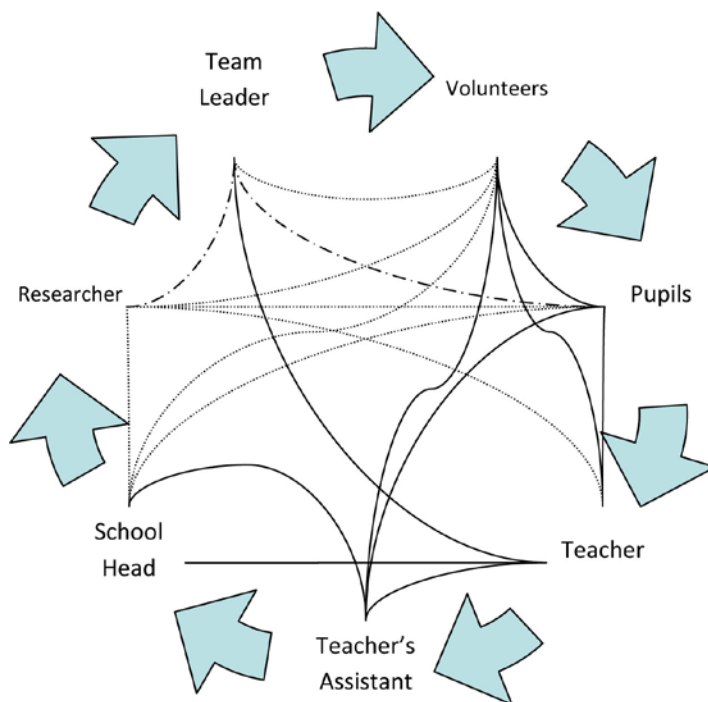 Team
Leader
Volunteers
Researcher
Pupils
School
Head
Teacher
Teacher's
Assistant